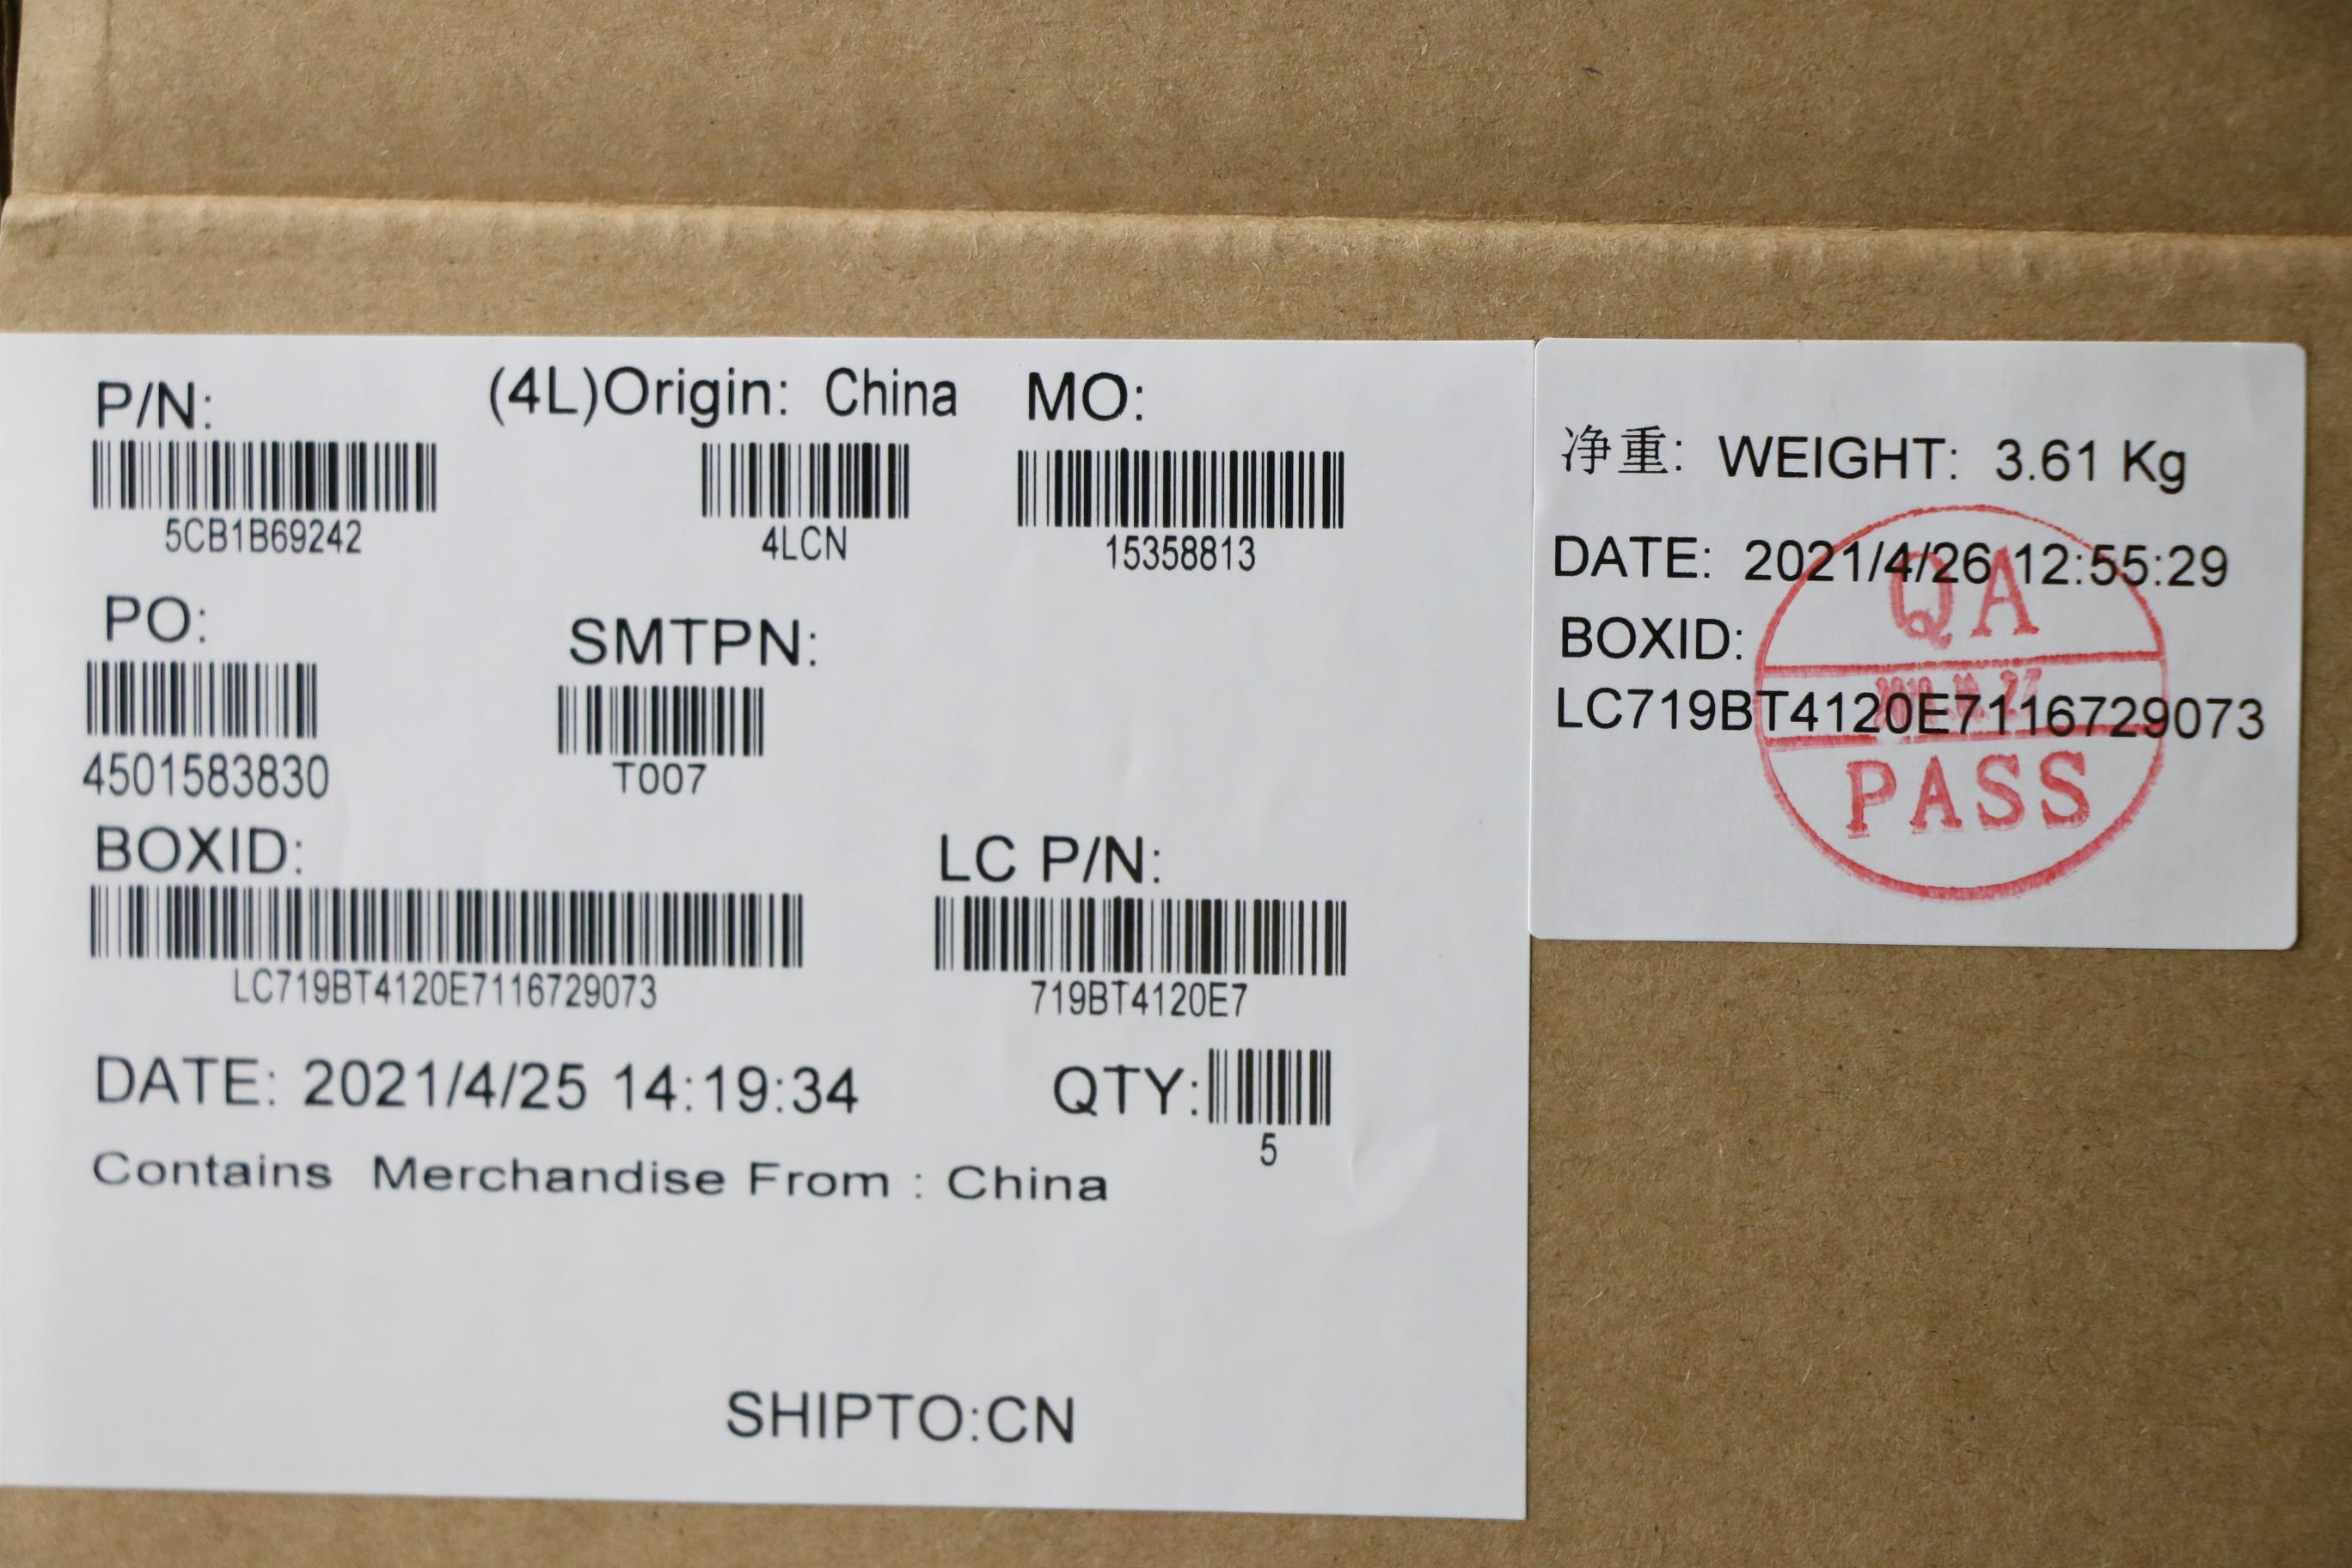 P/N: (4L)Origin: China MO:
5CB1B69242 4LCN 15358813
PO: SMTPN:
4501583830 T007
BOXID: LC P/N:
LC719BT4120E7116729073 719BT4120E7
DATE: 2021/4/25 14:19:34 QTY:
5
Contains Merchandise From : China
SHIPTO:CN
净重: WEIGHT: 3.61 Kg
DATE: 2021/4/26 12:55:29
BOXID:
LC719BT4120E7116729073
QA
PASS